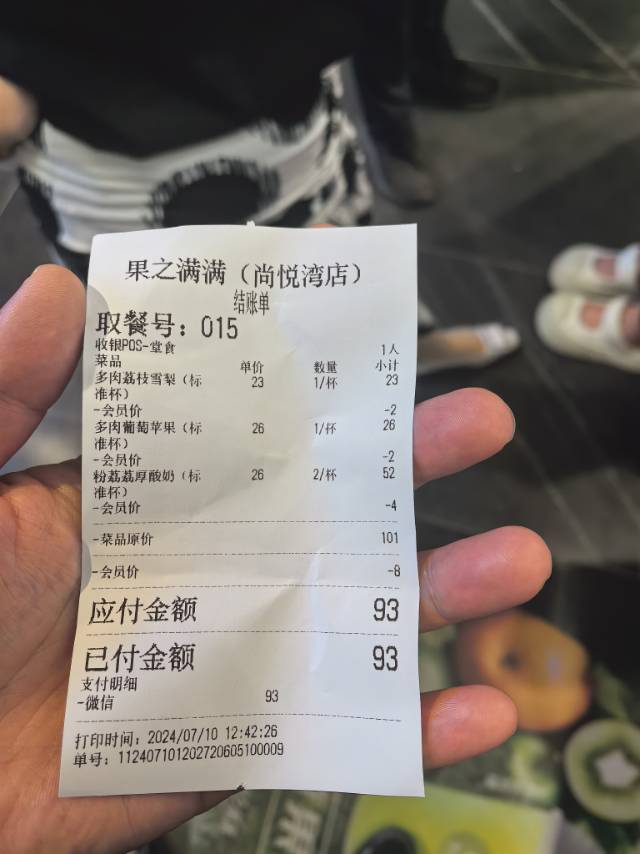 果之满满（尚悦湾店）
结账单
取餐号：015
收银POS-堂食 1人
菜品 单价 数量 小计
多肉荔枝雪梨（标 23 1/杯 23
准杯）
-会员价 -2
多肉葡萄苹果（标 26 1/杯 26
准杯）
-会员价 -2
粉荔荔厚酸奶（标 26 2/杯 52
准杯）
-会员价 -4
-菜品原价 101
-会员价 -8
应付金额 93
已付金额 93
支付明细
-微信 93
打印时间：2024/07/10 12:42:26
单号：112407101202720605100009